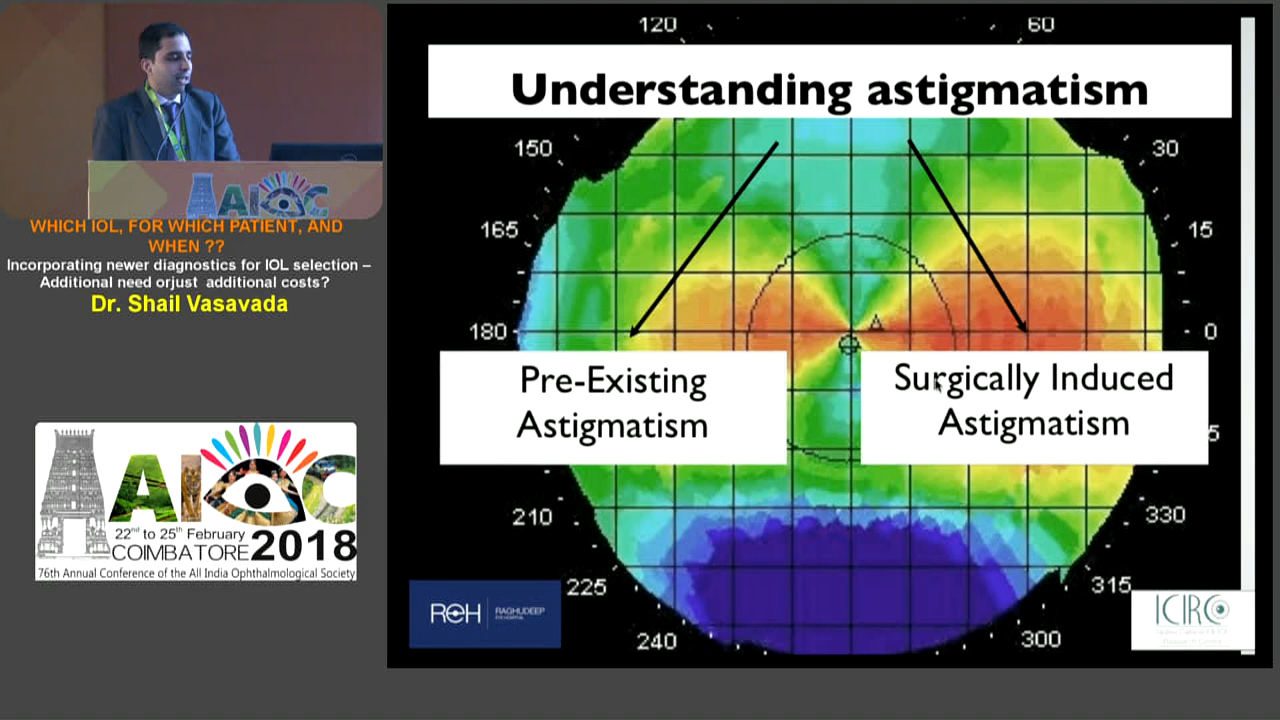 AIOC
WHICH IOL, FOR WHICH PATIENT, AND
WHEN ??
Incorporating newer diagnostics for IOL selection –
Additional need orjust additional costs?
Dr. Shail Vasavada
AIOC
22nd to 25th February
COIMBATORE 2018
76th Annual Conference of the All India Ophthalmological Society
120
60
Understanding astigmatism
150
30
165
15
180
0
Pre-Existing
Astigmatism
Surgically Induced
Astigmatism
5
210
330
225
315
240
300
REH
RAGHUDEEP
ICIRC